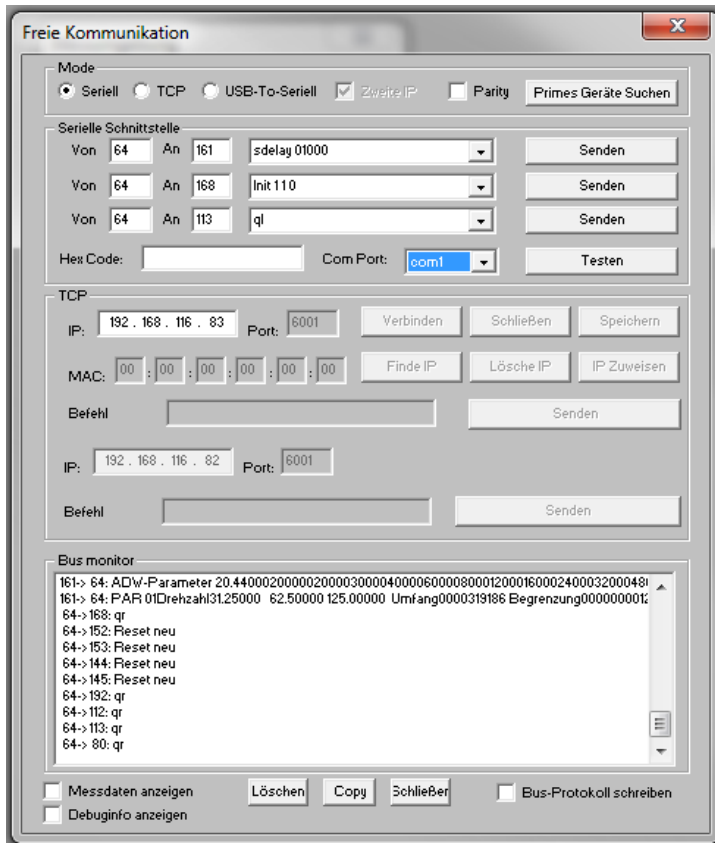 Freie Kommunikation
Mode
Seriell TCP USB-To-Seriell Zweite IP Parity Primes Geräte Suchen
Serielle Schnittstelle
Von 64 An 161 sdelay 01000 Senden
Von 64 An 168 Init 1 1 0 Senden
Von 64 An 113 ql Senden
Hex Code: Com Port: com1 Testen
TCP
IP: 192 . 168 . 116 . 83 Port: 6001 Verbinden Schließen Speichern
MAC: 00 : 00 : 00 : 00 : 00 : 00 Finde IP Lösche IP IP Zuweisen
Befehl Senden
IP: 192 . 168 . 116 . 82 Port: 6001
Befehl Senden
Bus monitor
161-> 64: ADW-Parameter 20.440002000002000030000400006000080001200016000240003200048(
161-> 64: PAR 01Drehzahl31.25000 62.50000 125.00000 Umfang0000319186 Begrenzung00000000012
64->168: qr
64->152: Reset neu
64->153: Reset neu
64->144: Reset neu
64->145: Reset neu
64->192: qr
64->112: qr
64->113: qr
64-> 80: qr
Messdaten anzeigen Löschen Copy Schließer Bus-Protokoll schreiben
Debuginfo anzeigen